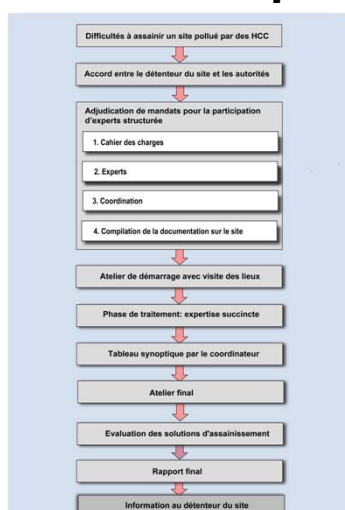 Difficultés à assainir un site pollué par des HCC
Accord entre le détenteur du site et les autorités
Adjudication de mandats pour la participation
d'experts structurée
1. Cahier des charges
2. Experts
3. Coordination
4. Compilation de la documentation sur le site
Atelier de démarrage avec visite des lieux
Phase de traitement: expertise succincte
Tableau synoptique par le coordinateur
Atelier final
Evaluation des solutions d'assainissement
Rapport final
Information au détenteur du site